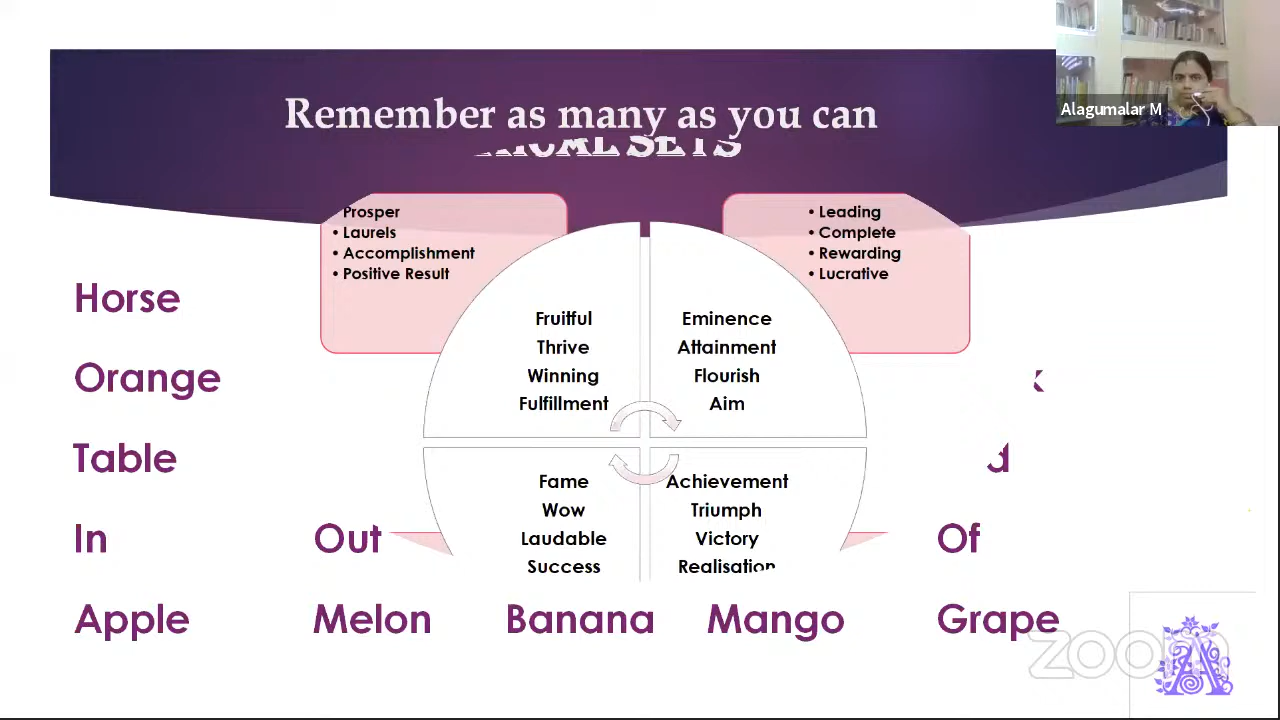 Remember as many as you can
SETS
Alagumalar M
Prosper
• Laurels
• Accomplishment
• Positive Result
• Leading
• Complete
• Rewarding
• Lucrative
Horse
Orange
Table
In
Out
Of
Apple Melon Banana Mango Grape
Fruitful
Thrive
Winning
Fulfillment
Eminence
Attainment
Flourish
Aim
Fame
Wow
Laudable
Success
Achievement
Triumph
Victory
Realisation
zoom
A